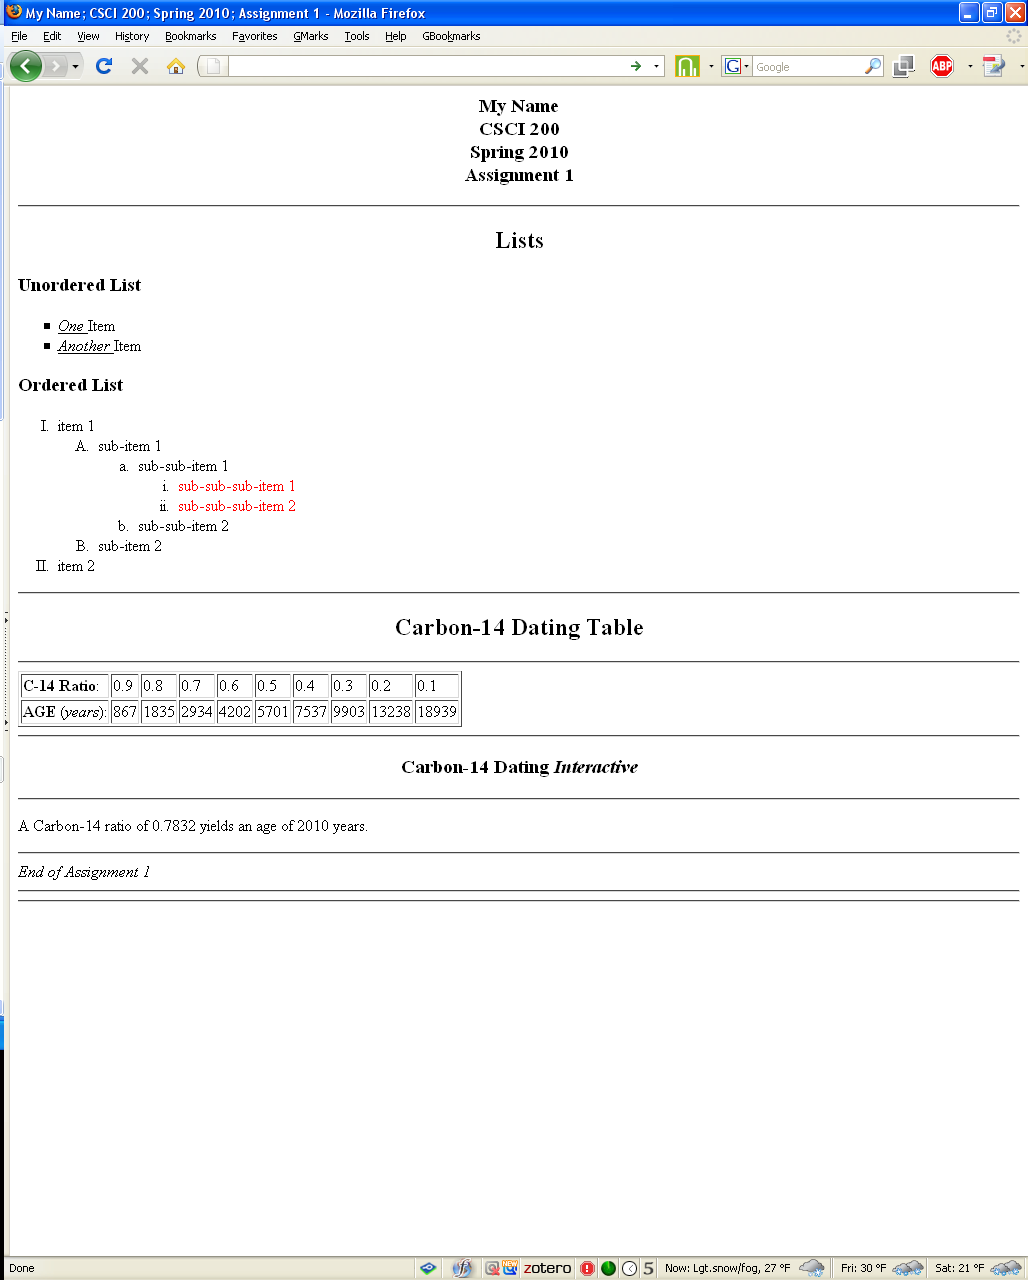 My Name; CSCI 200; Spring 2010; Assignment 1 - Mozilla Firefox
File Edit View History Bookmarks Favorites GMarks Tools Help GBookmarks
G Google ABP
My Name
CSCI 200
Spring 2010
Assignment 1
Lists
Unordered List
One Item
Another Item
Ordered List
I. item 1
A. sub-item 1
a. sub-sub-item 1
i. sub-sub-sub-item 1
ii. sub-sub-sub-item 2
b. sub-sub-item 2
B. sub-item 2
II. item 2
Carbon-14 Dating Table
C-14 Ratio: 0.9 0.8 0.7 0.6 0.5 0.4 0.3 0.2 0.1
AGE (years): 867 1835 2934 4202 5701 7537 9903 13238 18939
Carbon-14 Dating Interactive
A Carbon-14 ratio of 0.7832 yields an age of 2010 years.
End of Assignment 1
Done zotero 5 Now: Lgt.snow/fog, 27 °F Fri: 30 °F Sat: 21 °F